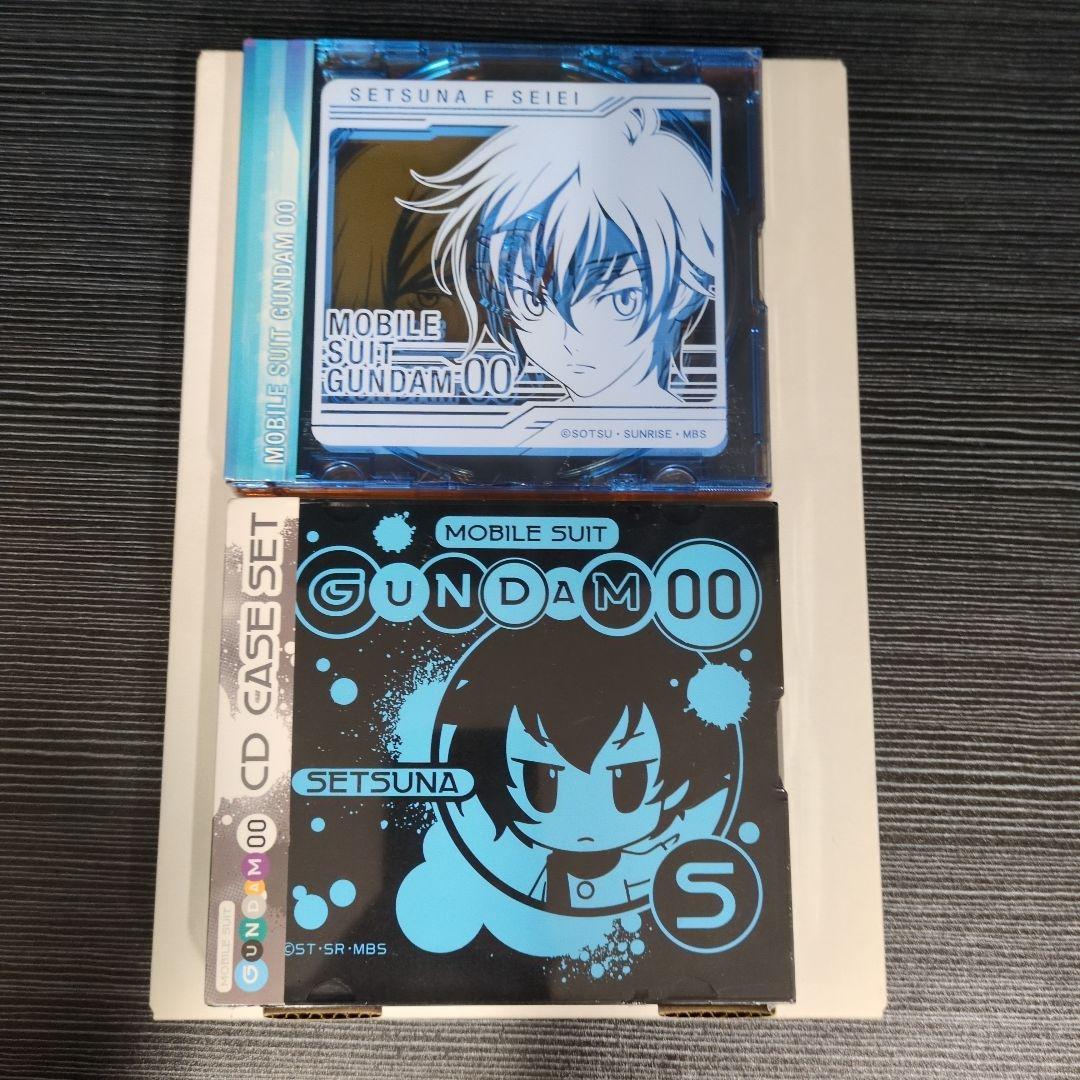 SETSUNA F SEIEI
MOBILE SUIT GUNDAM 00
MOBILE
SUIT
GUNDAM 00
©SOTSU・SUNRISE・MBS
MOBILE SUIT
GUNDAM 00
CD CASE SET
SETSUNA
S
MOBILE SUIT
GUNDAM 00
©ST・SR・MBS